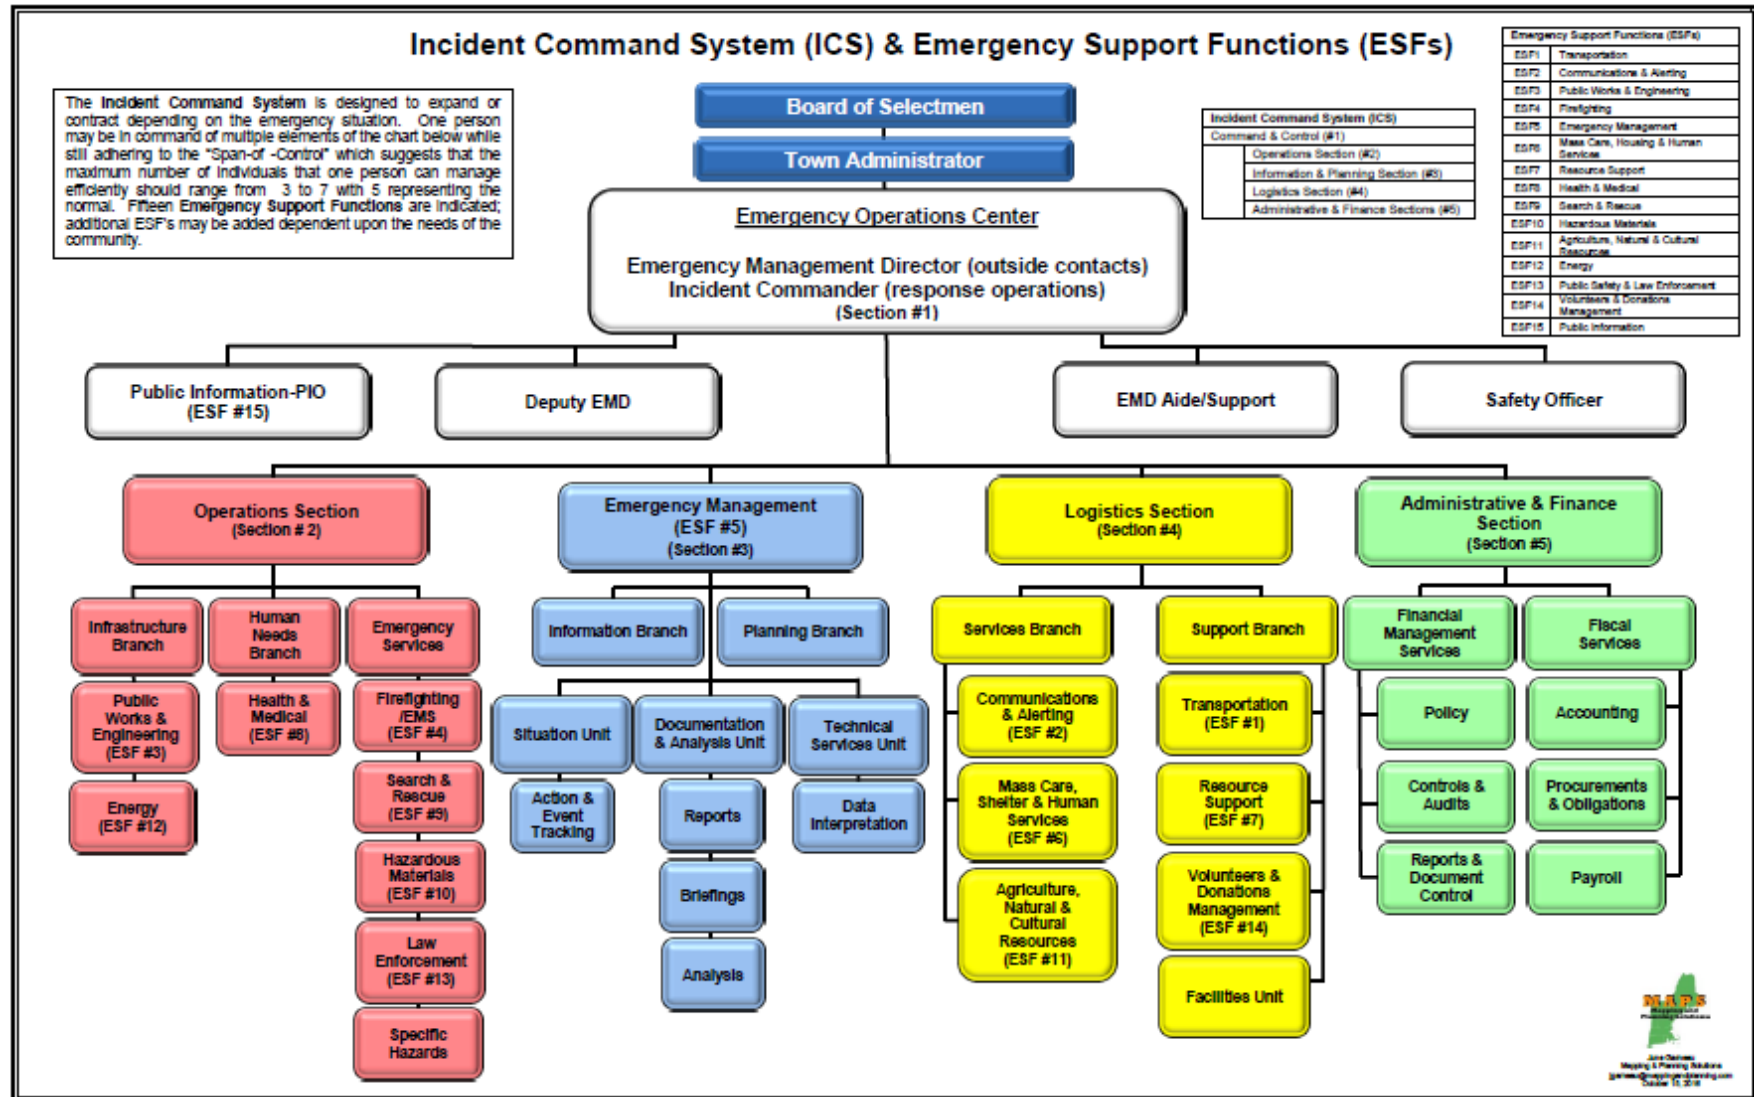 Incident Command System (ICS) & Emergency Support Functions (ESFs)
The Incident Command System is designed to expand or
contract depending on the emergency situation. One person
may be in command of multiple elements of the chart below while
still adhering to the "Span-of -Control" which suggests that the
maximum number of individuals that one person can manage
efficiently should range from 3 to 7 with 5 representing the
normal. Fifteen Emergency Support Functions are indicated;
additional ESF's may be added dependent upon the needs of the
community.
Board of Selectmen
Town Administrator
Emergency Operations Center
Emergency Management Director (outside contacts)
Incident Commander (response operations)
(Section #1)
Incident Command System (ICS)
Command & Control (#1)
Operations Section (#2)
Information & Planning Section (#3)
Logistics Section (#4)
Administrative & Finance Sections (#5)
Emergency Support Functions (ESFs)
ESF1 Transportation
ESF2 Communications & Alerting
ESF3 Public Works & Engineering
ESF4 Firefighting
ESF5 Emergency Management
ESF6 Mass Care, Housing & Human
Services
ESF7 Resource Support
ESF8 Health & Medical
ESF9 Search & Rescue
ESF10 Hazardous Materials
ESF11 Agriculture, Natural & Cultural
Resources
ESF12 Energy
ESF13 Public Safety & Law Enforcement
ESF14 Volunteers & Donations
Management
ESF15 Public Information
Public Information-PIO
(ESF #15)
Deputy EMD
EMD Aide/Support
Safety Officer
Operations Section
(Section # 2)
Infrastructure
Branch
Public
Works &
Engineering
(ESF #3)
Energy
(ESF #12)
Human
Needs
Branch
Health &
Medical
(ESF #8)
Emergency
Services
Firefighting
/EMS
(ESF #4)
Search &
Rescue
(ESF #9)
Hazardous
Materials
(ESF #10)
Law
Enforcement
(ESF #13)
Specific
Hazards
Emergency Management
(ESF #5)
(Section #3)
Information Branch
Planning Branch
Situation Unit
Action &
Event
Tracking
Documentation
& Analysis Unit
Reports
Briefings
Analysis
Technical
Services Unit
Data
Interpretation
Logistics Section
(Section #4)
Services Branch
Communications
& Alerting
(ESF #2)
Mass Care,
Shelter & Human
Services
(ESF #6)
Agriculture,
Natural &
Cultural
Resources
(ESF #11)
Support Branch
Transportation
(ESF #1)
Resource
Support
(ESF #7)
Volunteers &
Donations
Management
(ESF #14)
Facilities Unit
Administrative & Finance
Section
(Section #5)
Financial
Management
Services
Policy
Controls &
Audits
Reports &
Document
Control
Fiscal
Services
Accounting
Procurements
& Obligations
Payroll
MAPS
Mapping and
Planning Solutions
Mapping & Planning Solutions